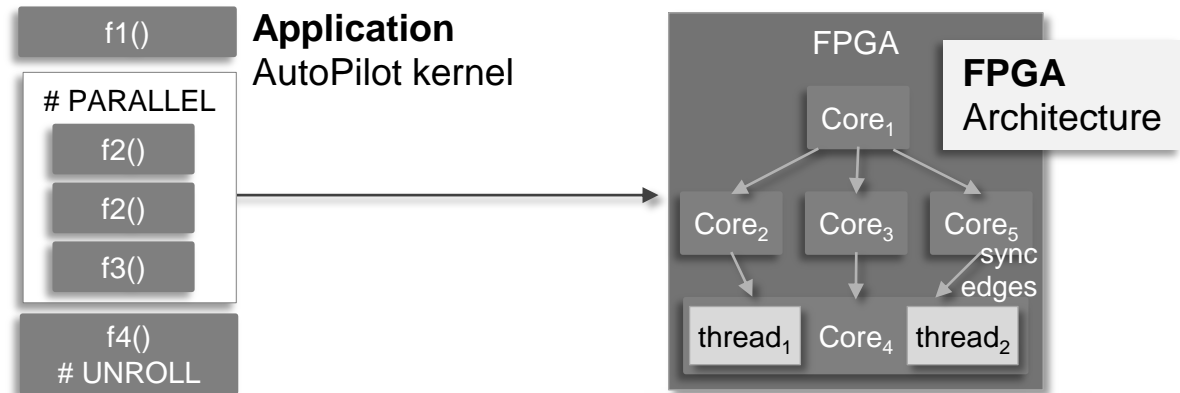 f1()
Application
AutoPilot kernel
# PARALLEL
f2()
f2()
f3()
f4()
# UNROLL
FPGA
FPGA
Architecture
Core₁
Core₂ Core₃ Core₅
sync
edges
thread₁ Core₄ thread₂